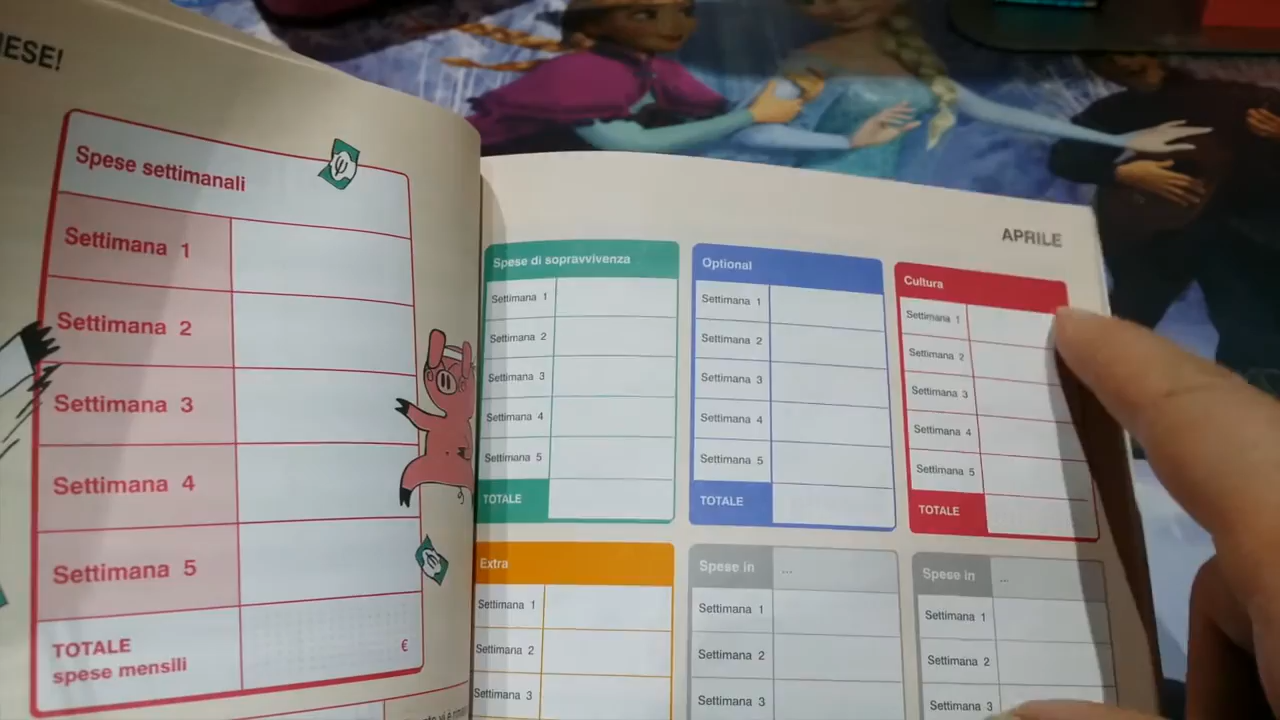 ESE!
Spese settimanali
Settimana 1
Settimana 2
Settimana 3
Settimana 4
Settimana 5
TOTALE
spese mensili
€
APRILE
Spese di sopravvivenza
Settimana 1
Settimana 2
Settimana 3
Settimana 4
Settimana 5
TOTALE
Optional
Settimana 1
Settimana 2
Settimana 3
Settimana 4
Settimana 5
TOTALE
Cultura
Settimana 1
Settimana 2
Settimana 3
Settimana 4
Settimana 5
TOTALE
Extra
Settimana 1
Settimana 2
Settimana 3
Spese in ...
Settimana 1
Settimana 2
Settimana 3
Spese in ...
Settimana 1
Settimana 2
Settimana 3